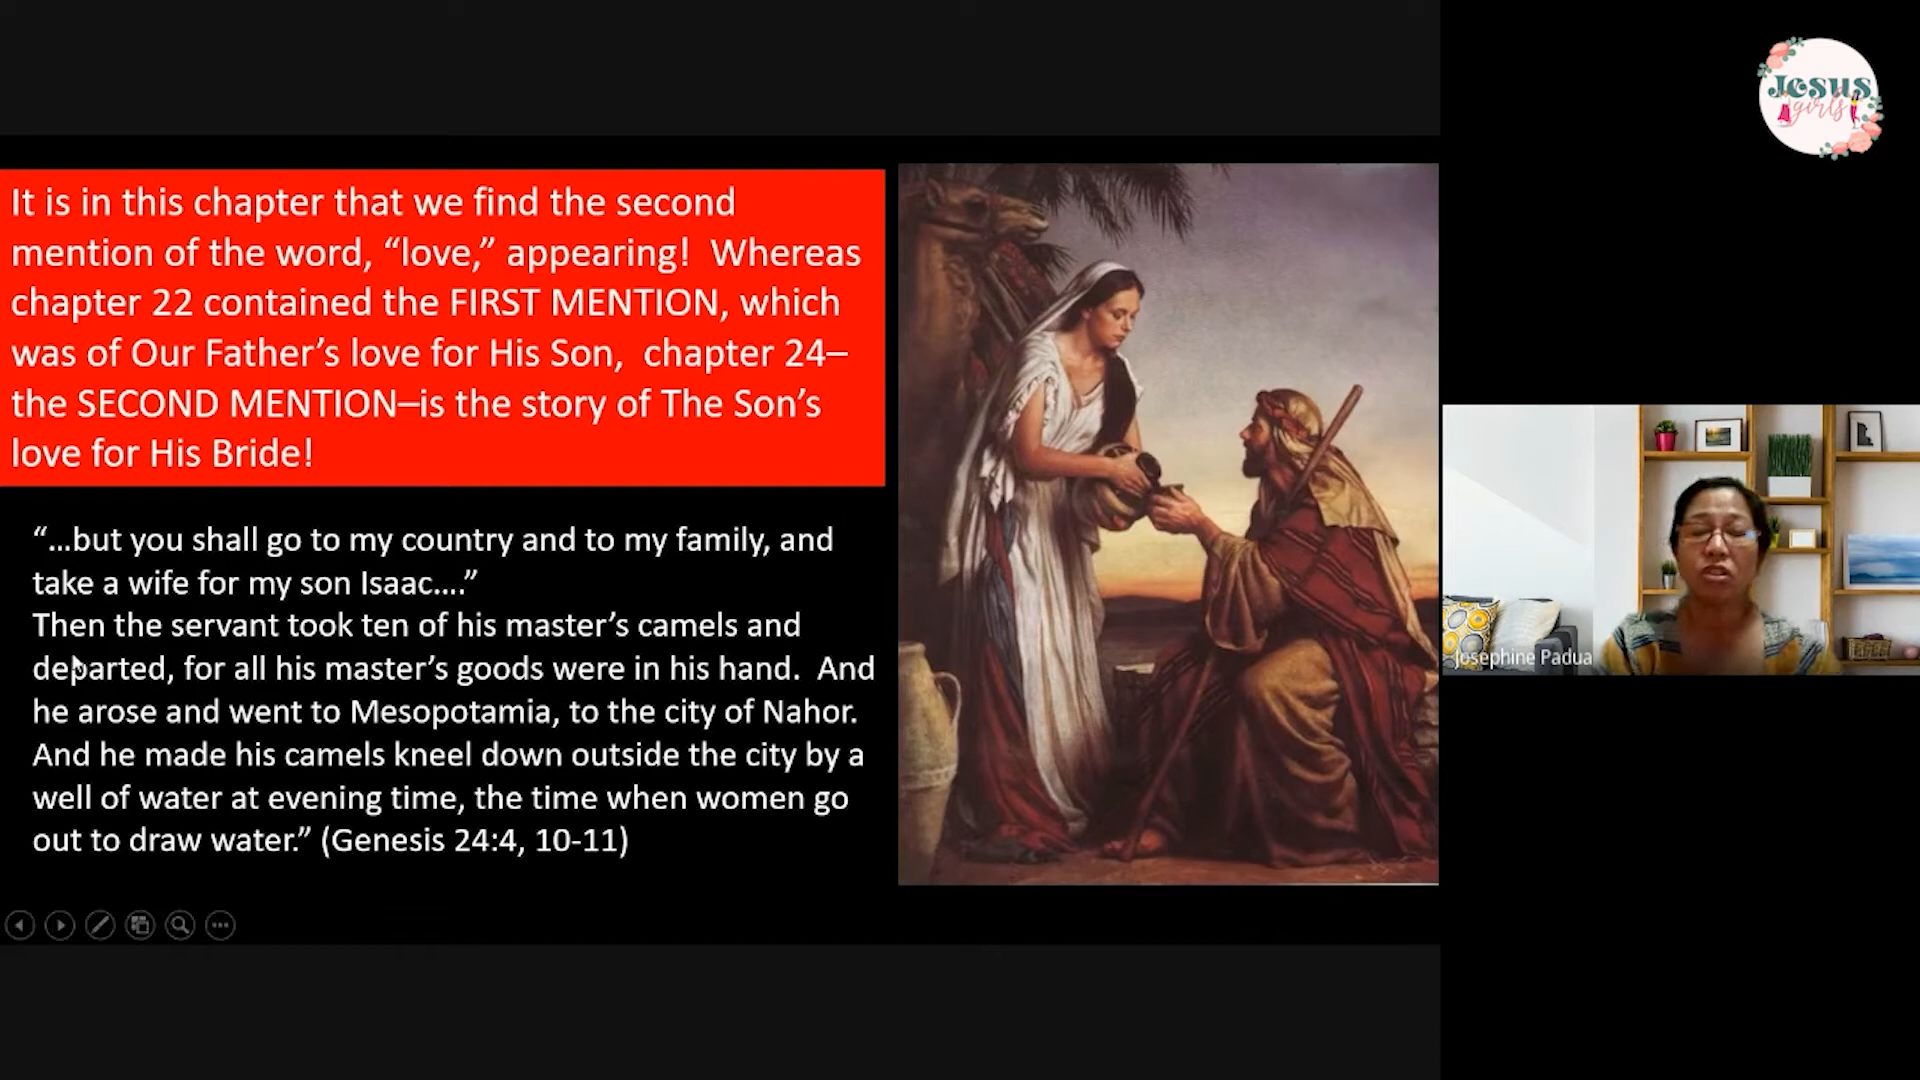 It is in this chapter that we find the second
mention of the word, “love,” appearing!  Whereas
chapter 22 contained the FIRST MENTION, which
was of Our Father’s love for His Son,  chapter 24–
the SECOND MENTION–is the story of The Son’s
love for His Bride!
“...but you shall go to my country and to my family, and
take a wife for my son Isaac....”
Then the servant took ten of his master’s camels and
departed, for all his master’s goods were in his hand.  And
he arose and went to Mesopotamia, to the city of Nahor.
And he made his camels kneel down outside the city by a
well of water at evening time, the time when women go
out to draw water.” (Genesis 24:4, 10-11)
Jesus
girls
Josephine Padua